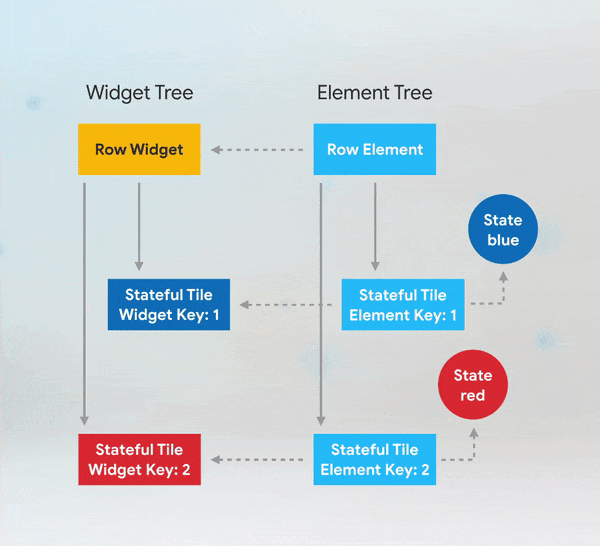 Widget Tree
Element Tree
Row Widget
Row Element
State
blue
Stateful Tile
Widget Key: 1
Stateful Tile
Element Key: 1
State
red
Stateful Tile
Widget Key: 2
Stateful Tile
Element Key: 2